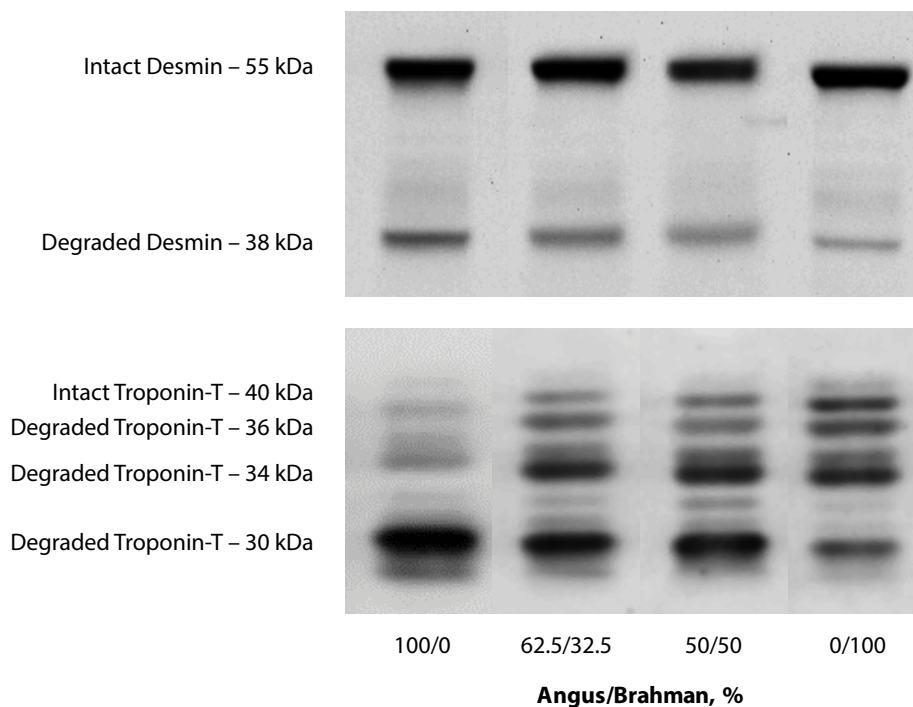 Intact Desmin – 55 kDa
Degraded Desmin – 38 kDa
Intact Troponin-T – 40 kDa
Degraded Troponin-T – 36 kDa
Degraded Troponin-T – 34 kDa
Degraded Troponin-T – 30 kDa
100/0 62.5/32.5 50/50 0/100
Angus/Brahman, %